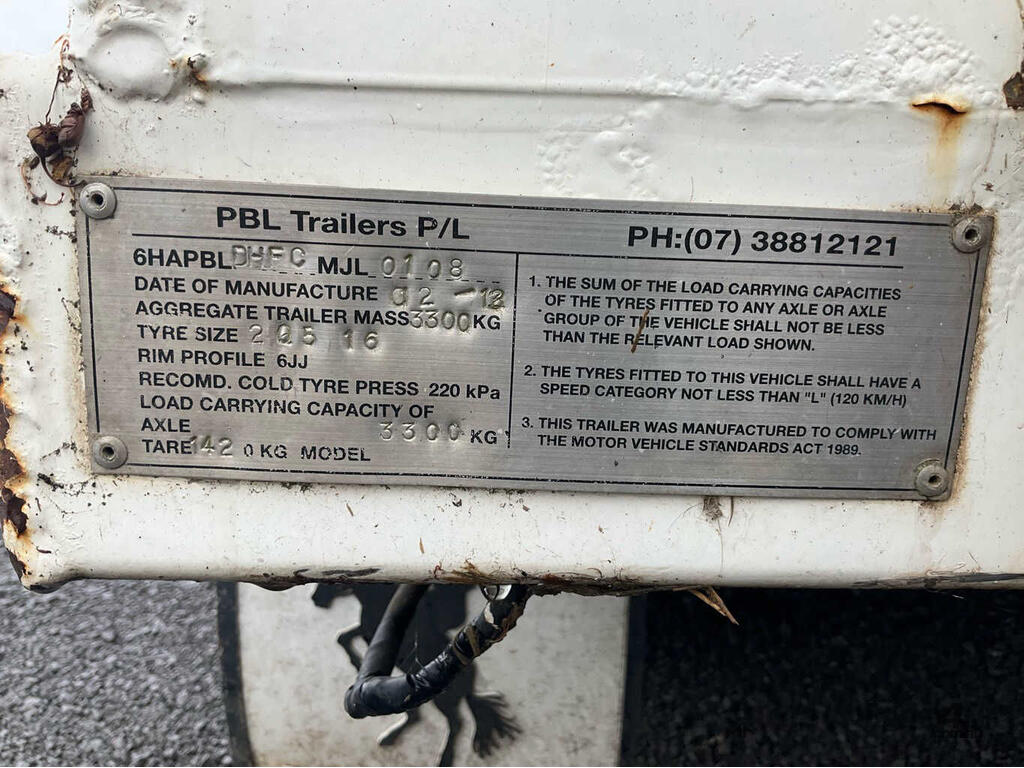 PBL Trailers P/L
PH:(07) 38812121
6HAPBL DHFC MJL 0108
DATE OF MANUFACTURE 02-12
AGGREGATE TRAILER MASS 3300 KG
TYRE SIZE 205 16
RIM PROFILE 6JJ
RECOMD. COLD TYRE PRESS 220 kPa
LOAD CARRYING CAPACITY OF
AXLE 3300 KG
TARE 142 0 KG MODEL
1. THE SUM OF THE LOAD CARRYING CAPACITIES
OF THE TYRES FITTED TO ANY AXLE OR AXLE
GROUP OF THE VEHICLE SHALL NOT BE LESS
THAN THE RELEVANT LOAD SHOWN.
2. THE TYRES FITTED TO THIS VEHICLE SHALL HAVE A
SPEED CATEGORY NOT LESS THAN "L" (120 KM/H)
3. THIS TRAILER WAS MANUFACTURED TO COMPLY WITH
THE MOTOR VEHICLE STANDARDS ACT 1989.